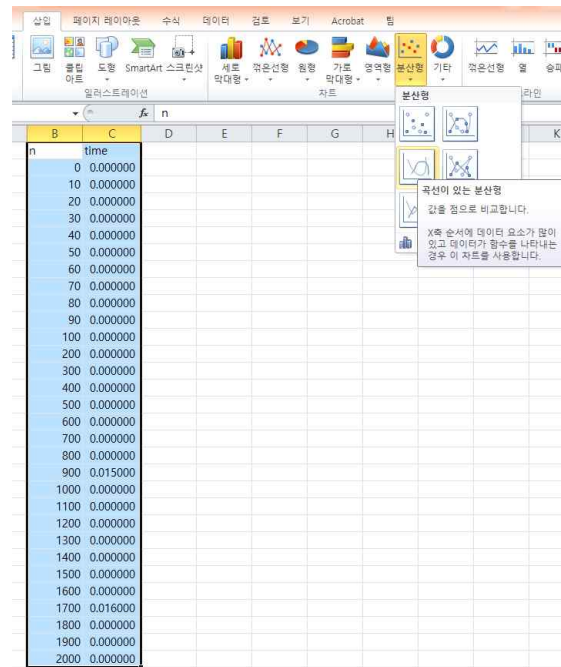 삽입 페이지 레이아웃 수식 데이터 검토 보기 Acrobat 팀
그림 클립 아트 도형 SmartArt 스크린샷 세로 막대형 꺾은선형 원형 가로 막대형 영역형 분산형 기타 꺾은선형 열 승패
일러스트레이션 차트 분산형
fx n
B C D E F G H K
n time
0 0.000000
10 0.000000
20 0.000000
30 0.000000
40 0.000000
50 0.000000
60 0.000000
70 0.000000
80 0.000000
90 0.000000
100 0.000000
200 0.000000
300 0.000000
400 0.000000
500 0.000000
600 0.000000
700 0.000000
800 0.000000
900 0.015000
1000 0.000000
1100 0.000000
1200 0.000000
1300 0.000000
1400 0.000000
1500 0.000000
1600 0.000000
1700 0.016000
1800 0.000000
1900 0.000000
2000 0.000000
곡선이 있는 분산형
값을 점으로 비교합니다.
X축 순서에 데이터 요소가 많이
있고 데이터가 함수를 나타내는
경우 이 차트를 사용합니다.